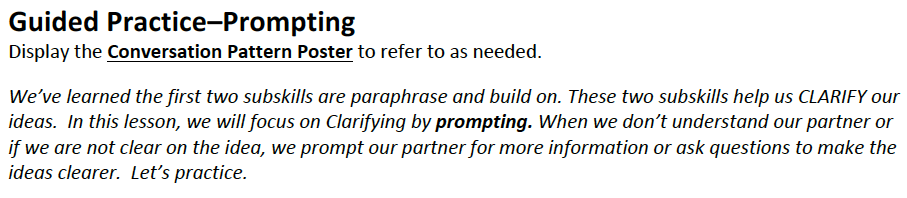 Guided Practice–Prompting
Display the Conversation Pattern Poster to refer to as needed.
We’ve learned the first two subskills are paraphrase and build on. These two subskills help us CLARIFY our
ideas.  In this lesson, we will focus on Clarifying by prompting. When we don’t understand our partner or
if we are not clear on the idea, we prompt our partner for more information or ask questions to make the
ideas clearer.  Let’s practice.